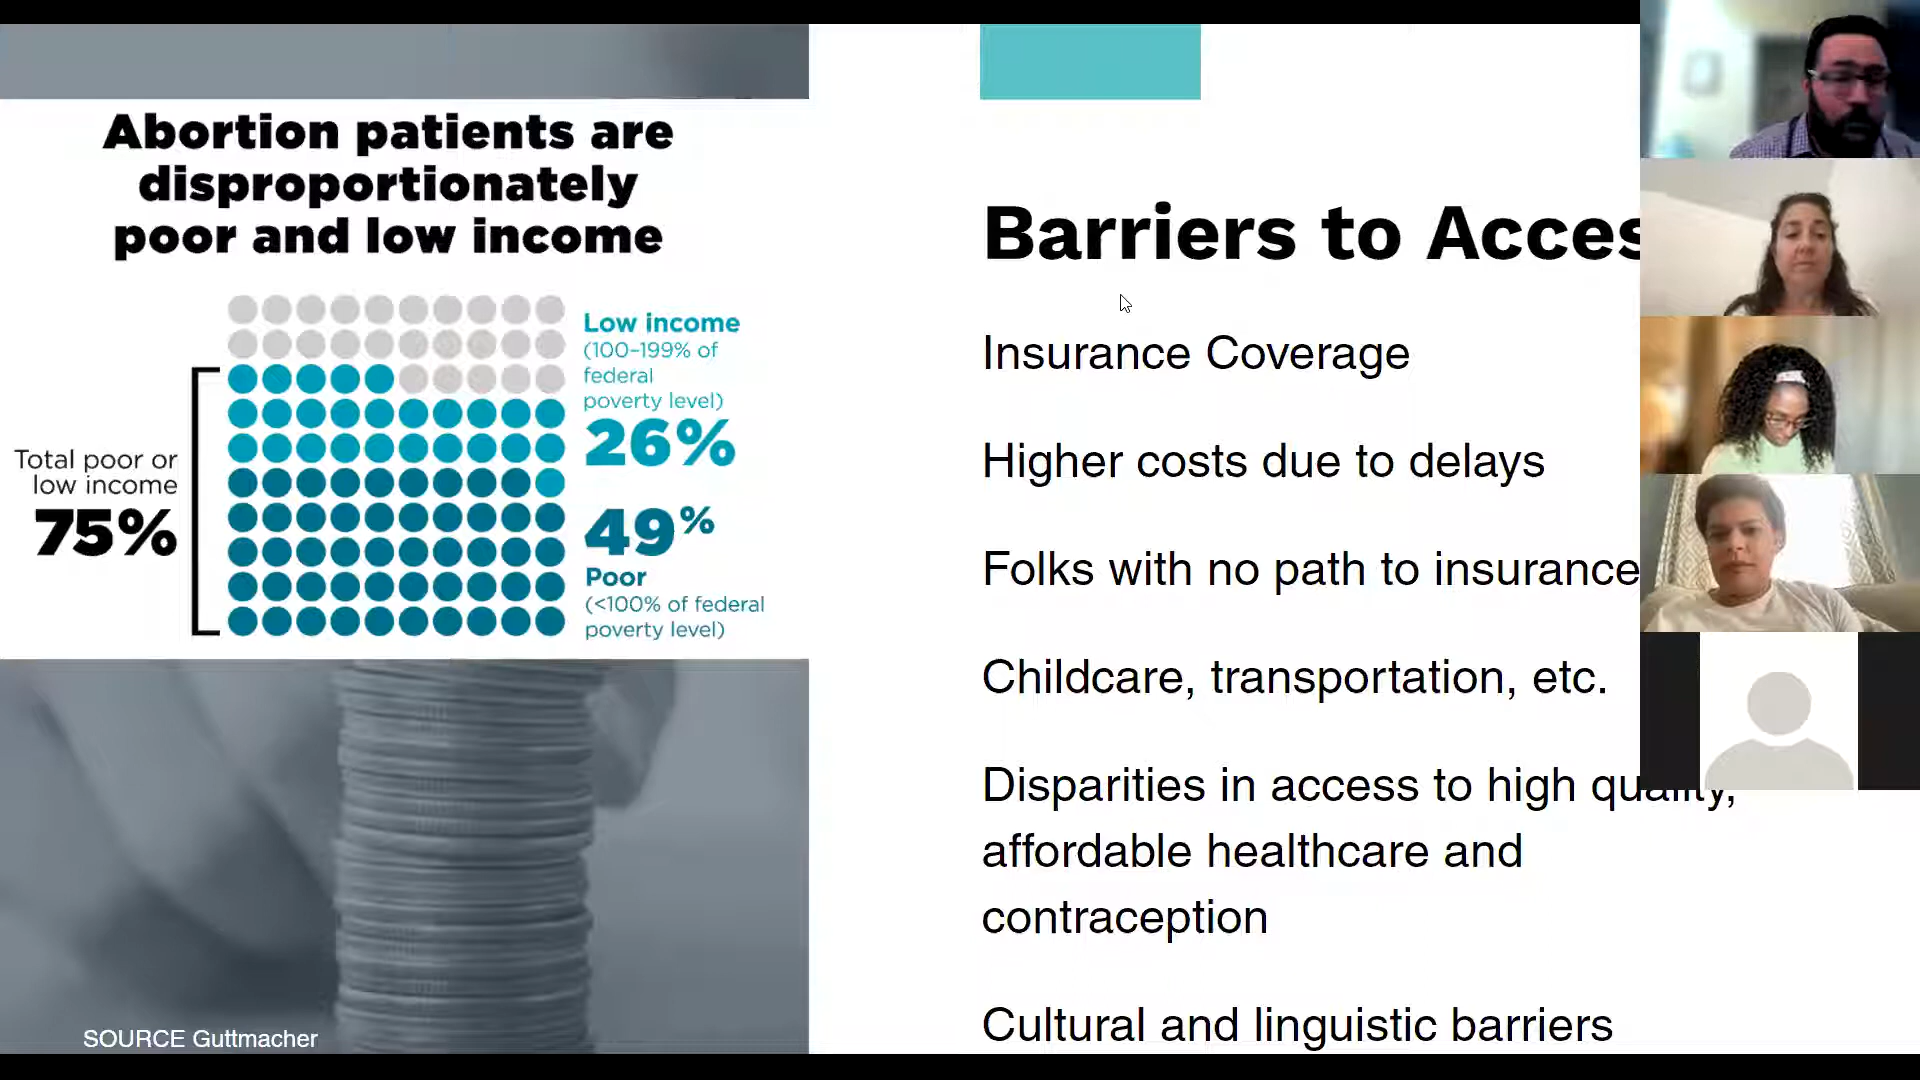 Abortion patients are
disproportionately
poor and low income
Low income
(100-199% of
federal
poverty level)
26%
Total poor or
low income
75%
49%
Poor
(<100% of federal
poverty level)
SOURCE Guttmacher
Barriers to Acces
Insurance Coverage
Higher costs due to delays
Folks with no path to insurance
Childcare, transportation, etc.
Disparities in access to high quality,
affordable healthcare and
contraception
Cultural and linguistic barriers